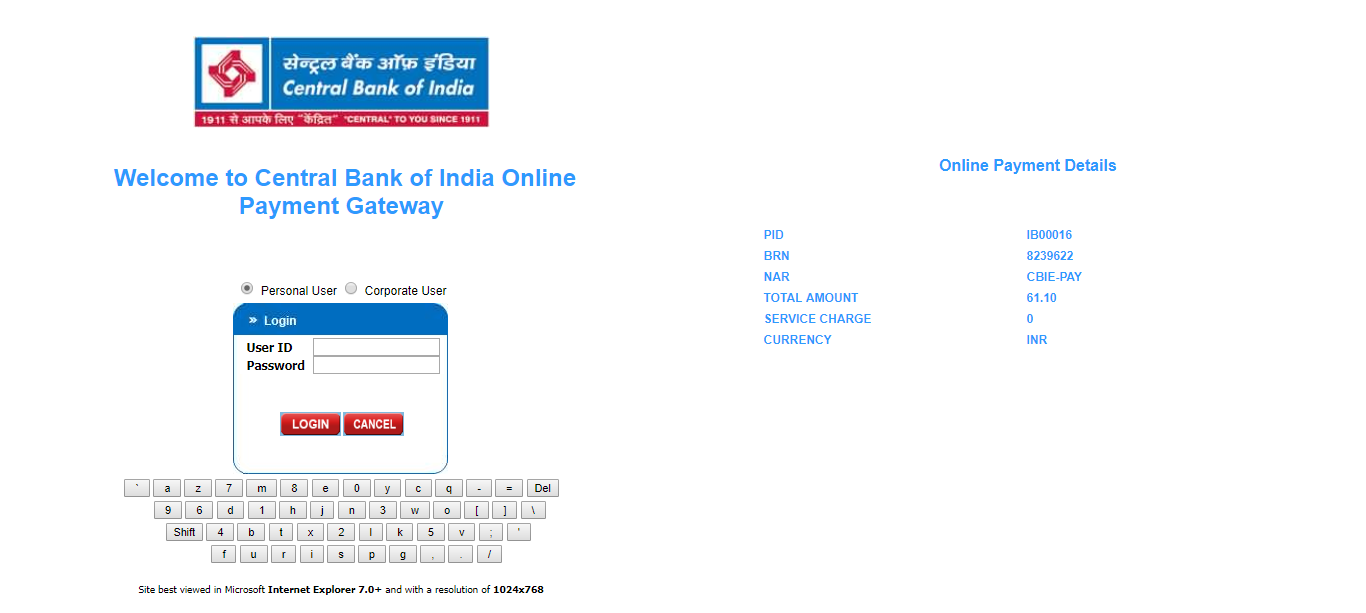 सेन्ट्रल बैंक ऑफ़ इंडिया
Central Bank of India
1911 से आपके लिए "केंद्रित" "CENTRAL" TO YOU SINCE 1911
Welcome to Central Bank of India Online
Payment Gateway
Personal User Corporate User
» Login
User ID
Password
LOGIN CANCEL
` a z 7 m 8 e 0 y c q - = Del
9 6 d 1 h j n 3 w o [ ] \
Shift 4 b t x 2 l k 5 v ; '
f u r i s p g , . /
Site best viewed in Microsoft Internet Explorer 7.0+ and with a resolution of 1024x768
Online Payment Details
PID IB00016
BRN 8239622
NAR CBIE-PAY
TOTAL AMOUNT 61.10
SERVICE CHARGE 0
CURRENCY INR